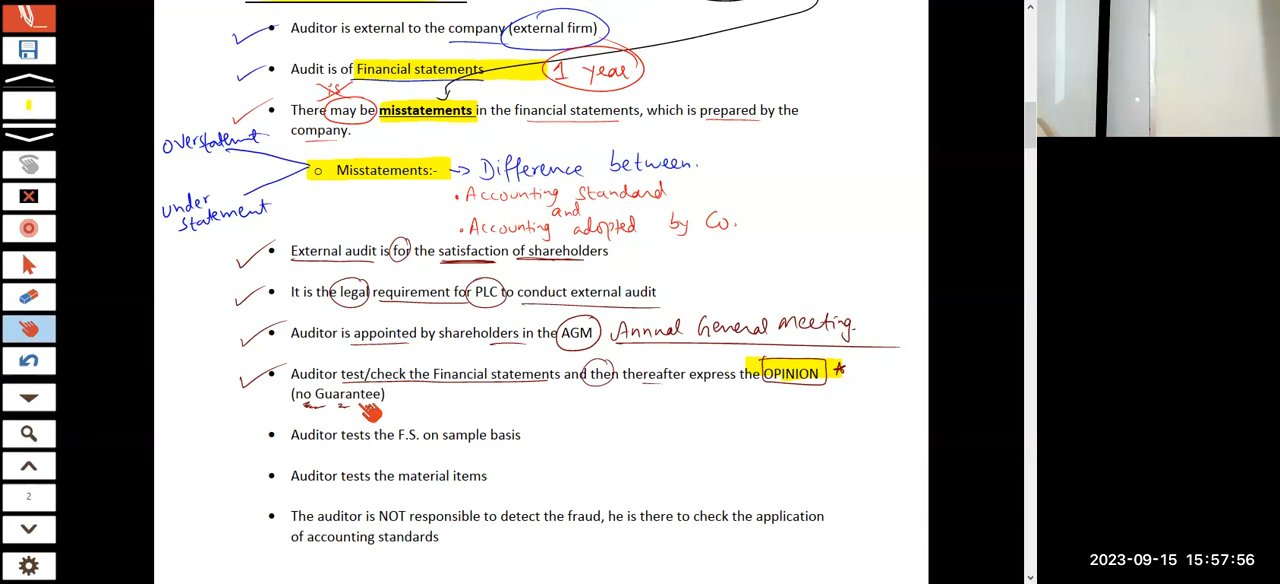 • Auditor is external to the company (external firm)
• Audit is of Financial statements 1 year
is
• There may be misstatements in the financial statements, which is prepared by the
company.
overstatemut
o Misstatements:- → Difference between.
• Accounting Standard
under
statement
and
• Accounting adopted by Co.
• External audit is for the satisfaction of shareholders
• It is the legal requirement for PLC to conduct external audit
• Auditor is appointed by shareholders in the AGM Annual General Meeting.
• Auditor test/check the Financial statements and then thereafter express the OPINION *
(no Guarantee)
• Auditor tests the F.S. on sample basis
• Auditor tests the material items
• The auditor is NOT responsible to detect the fraud, he is there to check the application
of accounting standards
2
2023-09-15 15:57:56